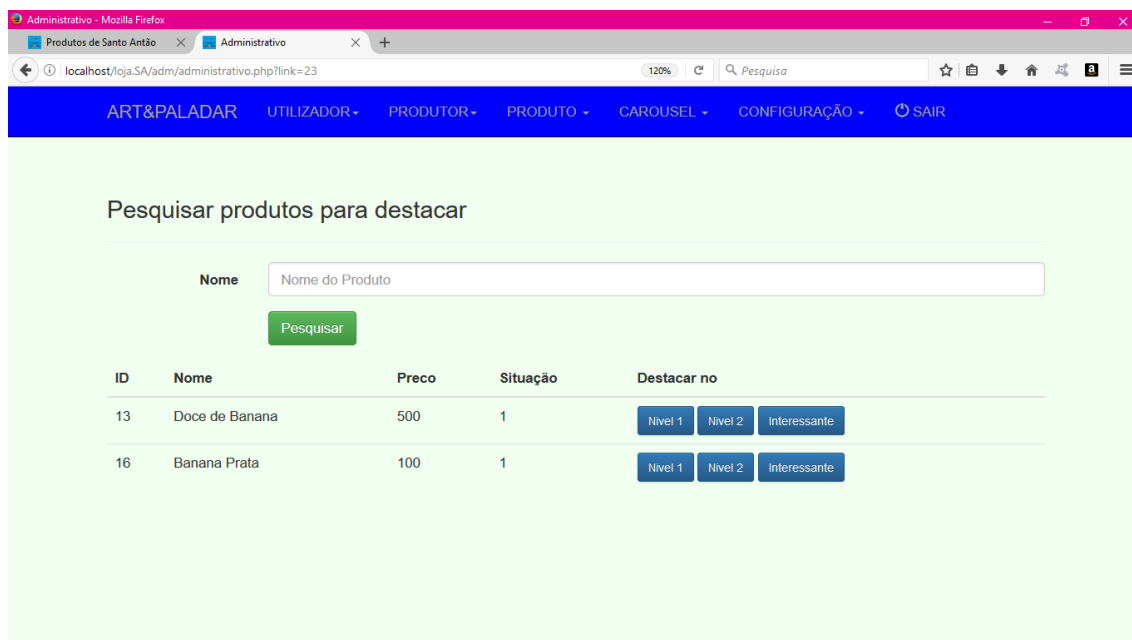 Administrativo - Mozilla Firefox
Produtos de Santo Antão Administrativo
localhost/loja.SA/adm/administrativo.php?link=23 120% Pesquisa
ART&PALADAR UTILIZADOR PRODUTOR PRODUTO CAROUSEL CONFIGURAÇÃO SAIR
Pesquisar produtos para destacar
Nome Nome do Produto
Pesquisar
ID Nome Preco Situação Destacar no
13 Doce de Banana 500 1 Nivel 1 Nivel 2 Interessante
16 Banana Prata 100 1 Nivel 1 Nivel 2 Interessante